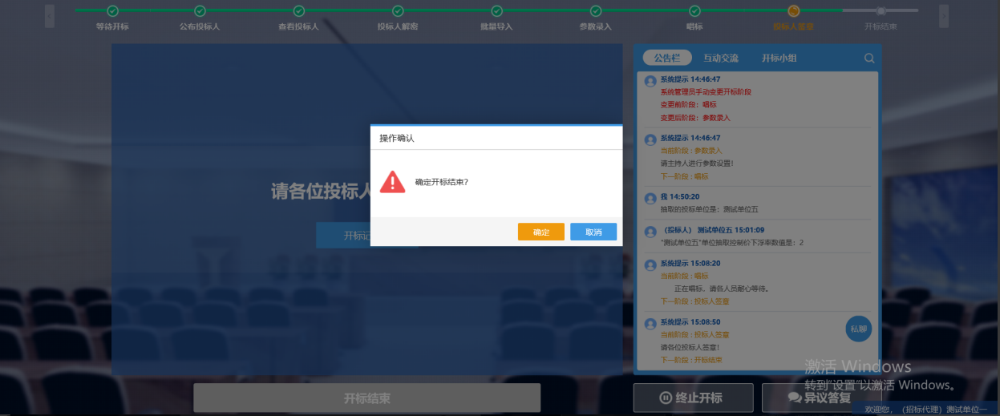 等待开标
公布投标人
查看投标人
投标人解密
批量导入
参数录入
唱标
投标人签章
开标结束
公告栏
互动交流
开标小组
系统提示 14:46:47
系统管理员手动变更开标阶段
变更前阶段：唱标
变更后阶段：参数录入
系统提示 14:46:47
当前阶段：参数录入
请主持人进行参数设置！
下一阶段：唱标
我 14:50:20
抽取的投标单位是：测试单位五
（投标人） 测试单位五 15:01:09
"测试单位五"单位抽取控制价下浮率数值是：2
系统提示 15:08:20
当前阶段：唱标
正在唱标，请各人员耐心等待。
下一阶段：投标人签章
系统提示 15:08:50
当前阶段：投标人签章
请各位投标人签章！
下一阶段：开标结束
私聊
请各位投标人
开标记
操作确认
确定开标结束？
确定
取消
开标结束
终止开标
异议答复
激活 Windows
转到"设置"以激活 Windows。
欢迎您，（招标代理）测试单位一